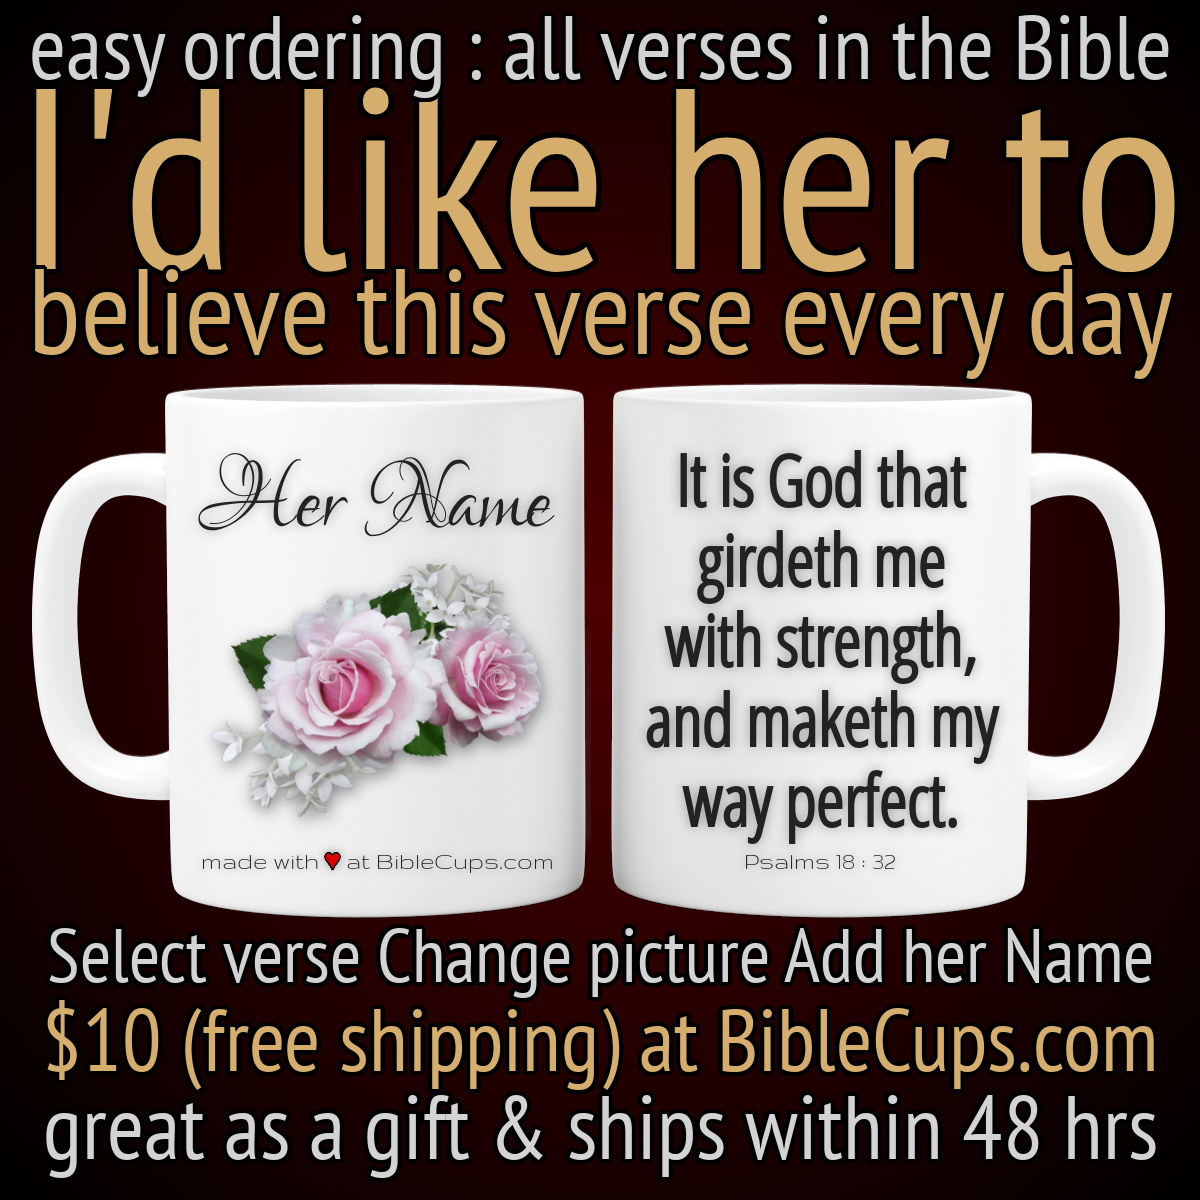 easy ordering : all verses in the Bible
I'd like her to
believe this verse every day
Her Name
made with ♥ at BibleCups.com
It is God that
girdeth me
with strength,
and maketh my
way perfect.
Psalms 18 : 32
Select verse Change picture Add her Name
$10 (free shipping) at BibleCups.com
great as a gift & ships within 48 hrs